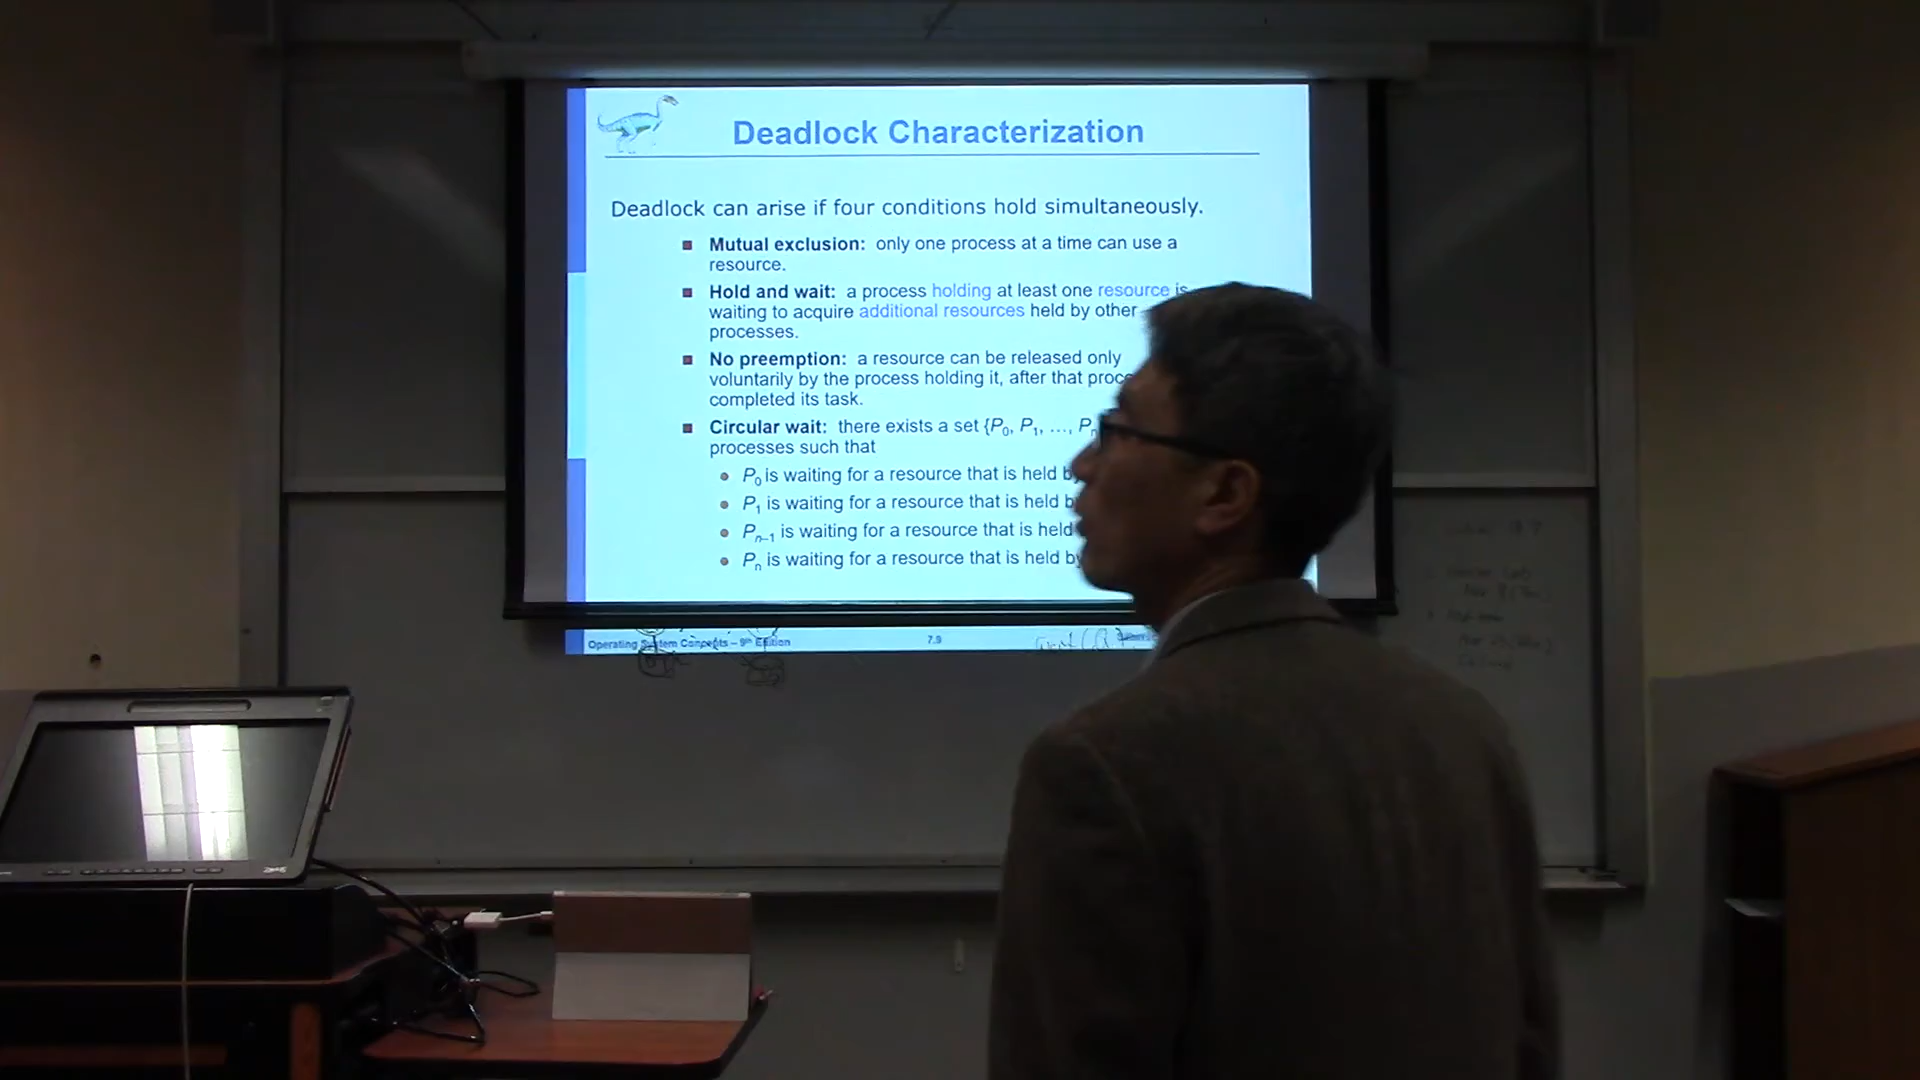 Deadlock Characterization
Deadlock can arise if four conditions hold simultaneously.
Mutual exclusion: only one process at a time can use a
resource.
Hold and wait: a process holding at least one resource is
waiting to acquire additional resources held by other
processes.
No preemption: a resource can be released only
voluntarily by the process holding it, after that
completed its task.
Circular wait: there exists a set {P0, P1, …, Pn
processes such that
P0 is waiting for a resource that is held
P1 is waiting for a resource that is held
Pn–1 is waiting for a resource that is held
Pn is waiting for a resource that is held by
Operating System Concepts – 9th Edition
7.9